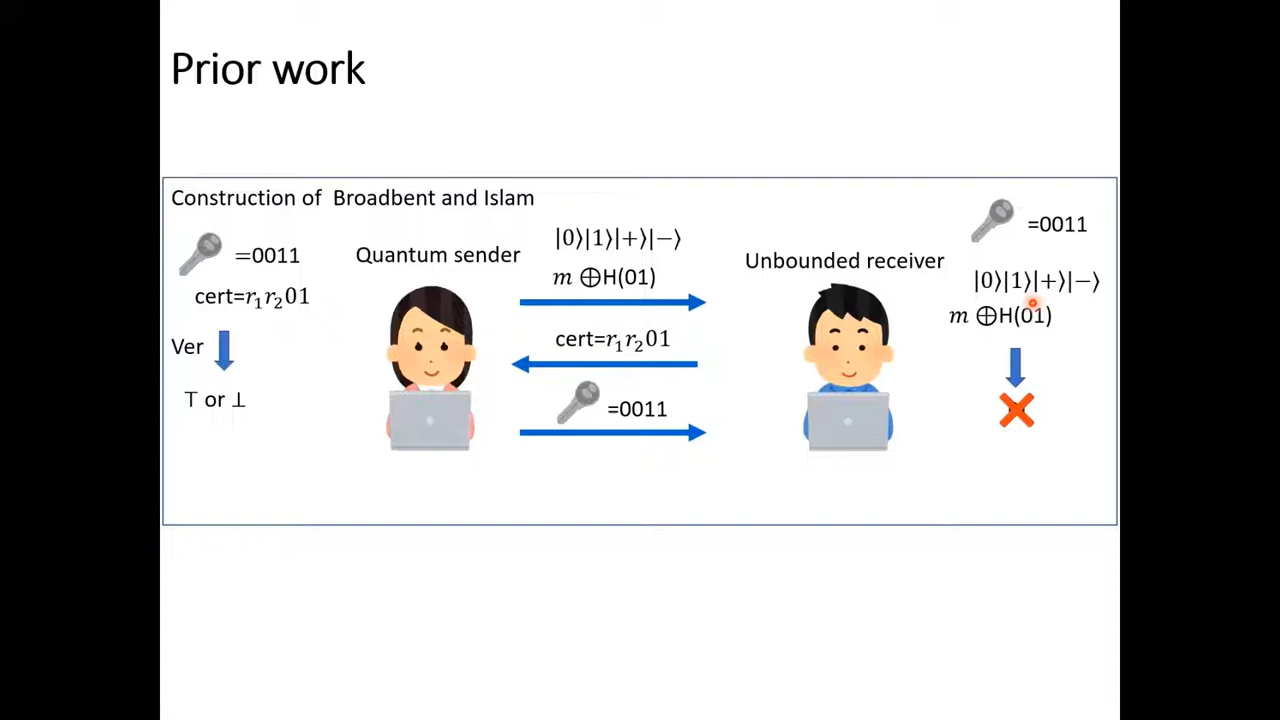 Prior work
Construction of Broadbent and Islam
=0011
cert=r₁r₂01
Ver
⊤ or ⊥
Quantum sender
|0⟩|1⟩|+⟩|−⟩
m ⊕H(01)
cert=r₁r₂01
=0011
Unbounded receiver
=0011
|0⟩|1⟩|+⟩|−⟩
m ⊕H(01)